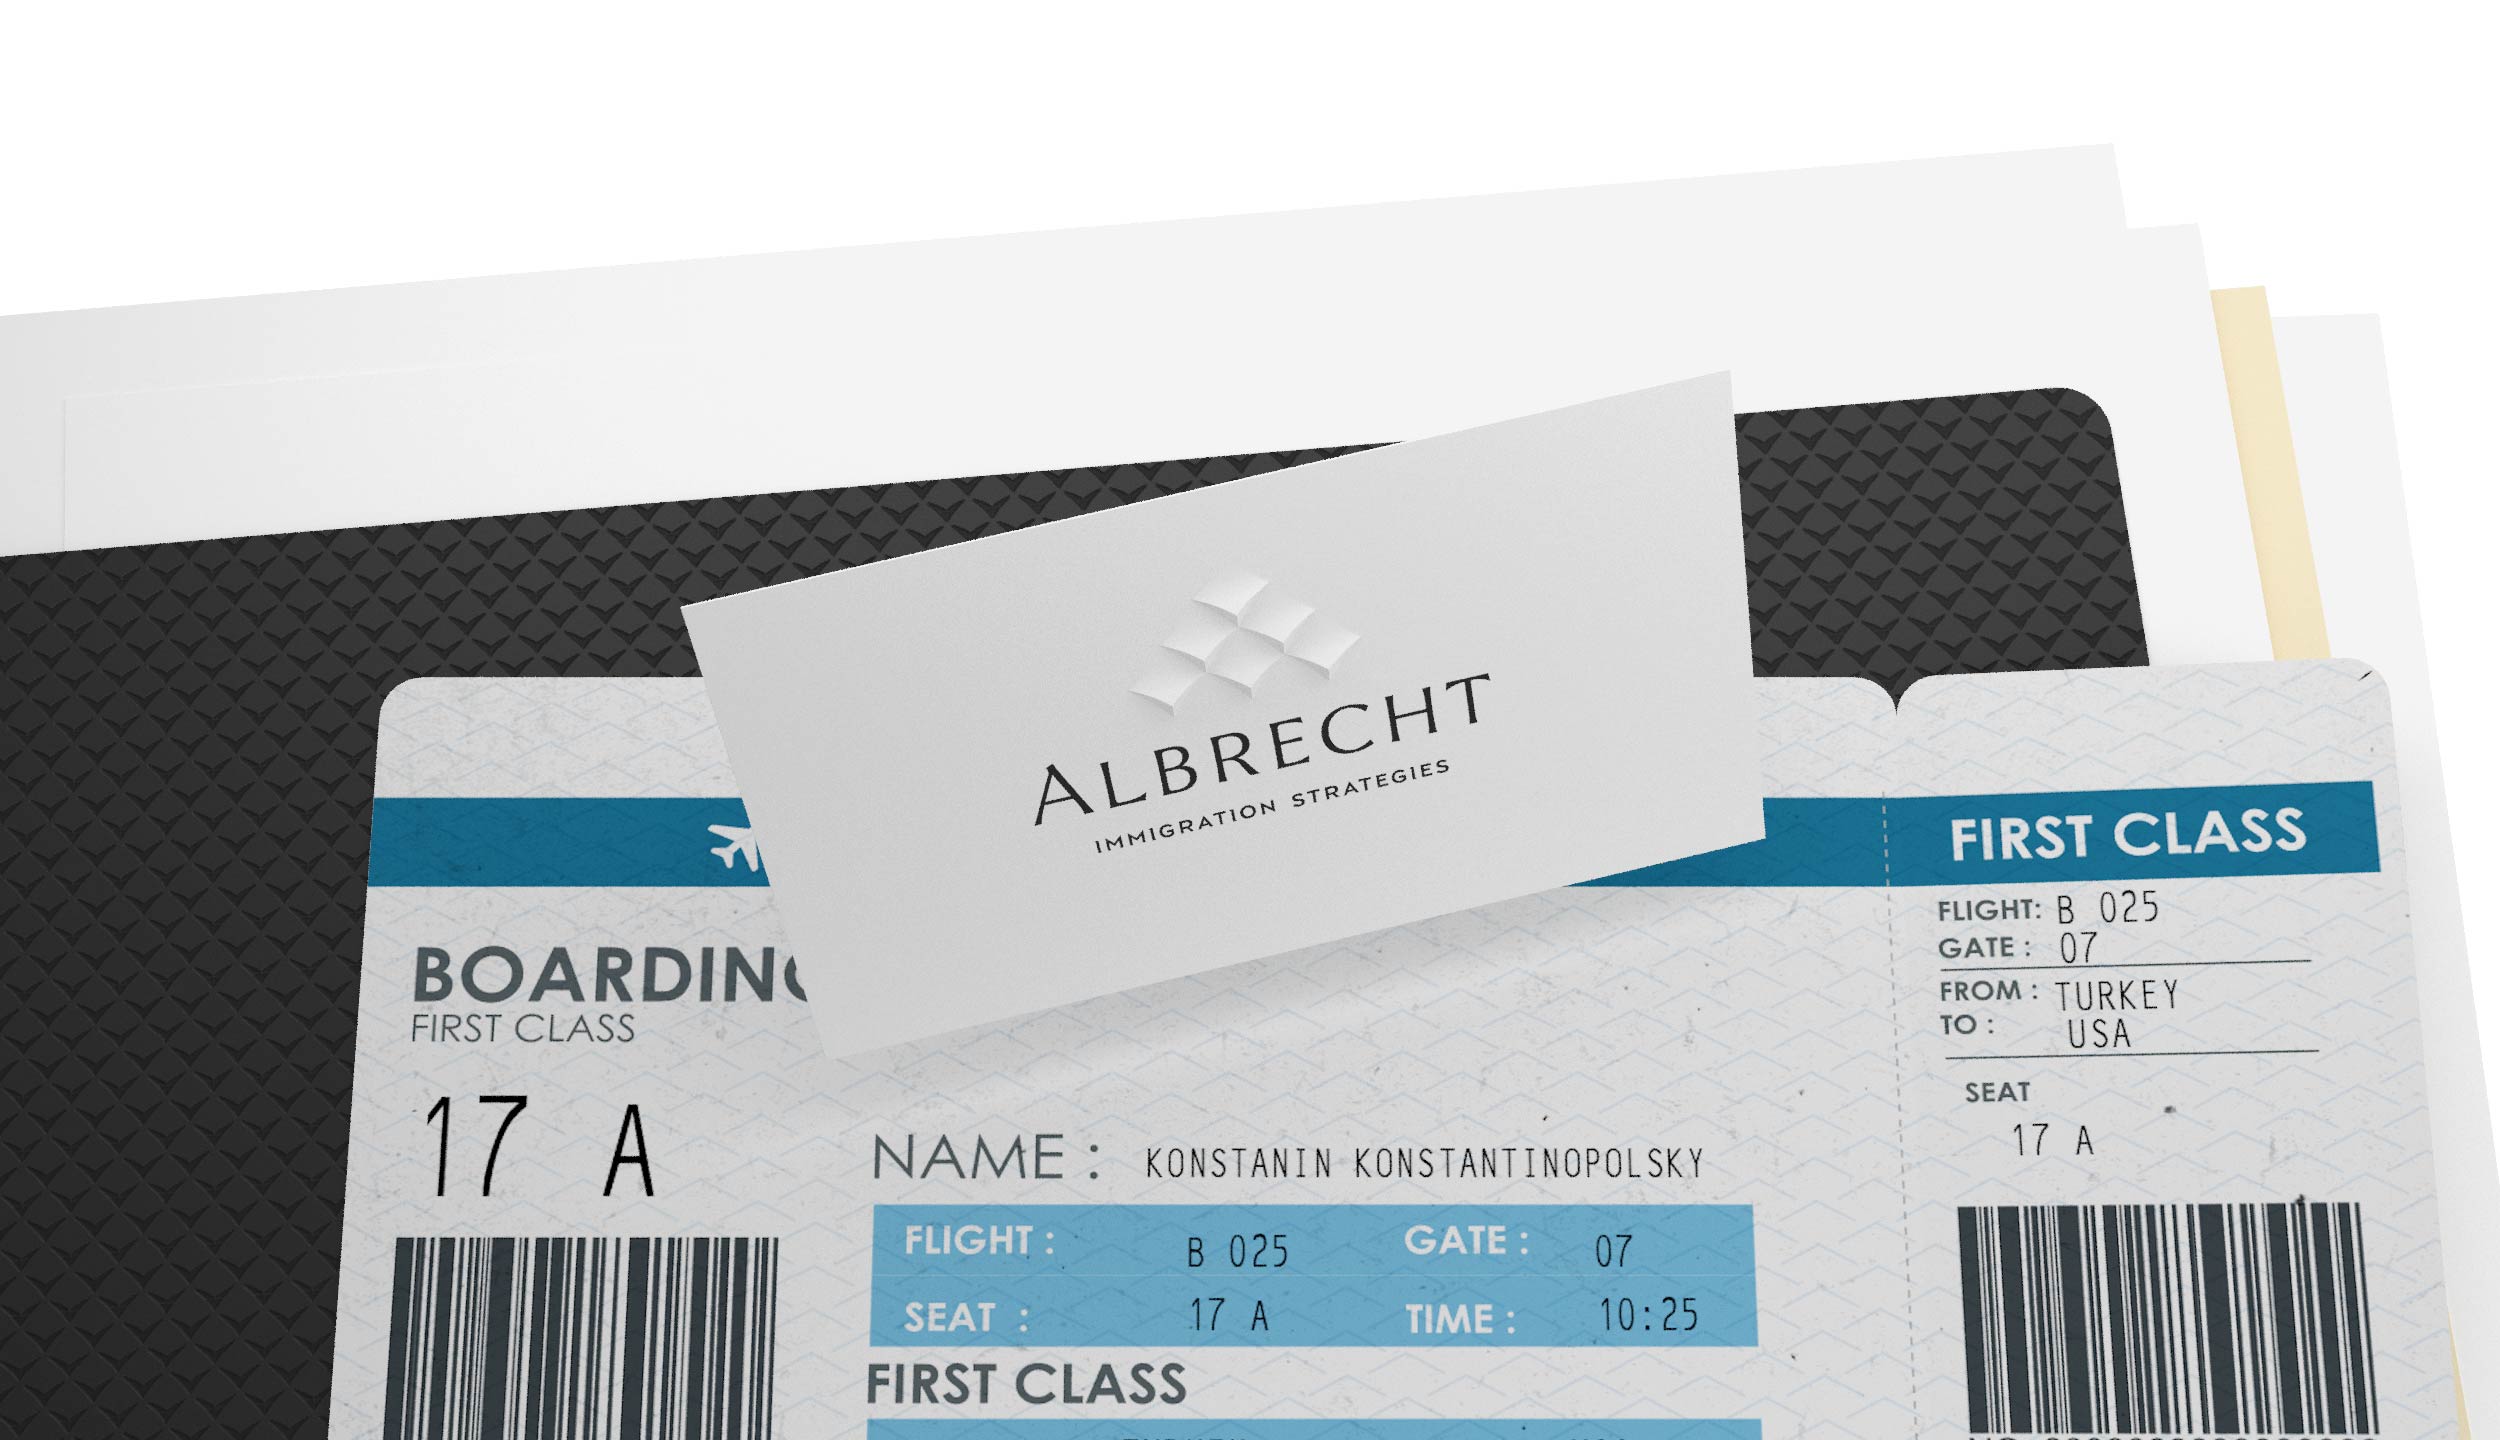 ALBRECHT
IMMIGRATION STRATEGIES
FIRST CLASS
FLIGHT: B 025
GATE : 07
FROM : TURKEY
TO : USA
SEAT
17 A
BOARDING
FIRST CLASS
17 A
NAME : KONSTANIN KONSTANTINOPOLSKY
FLIGHT : B 025 GATE : 07
SEAT : 17 A TIME : 10:25
FIRST CLASS